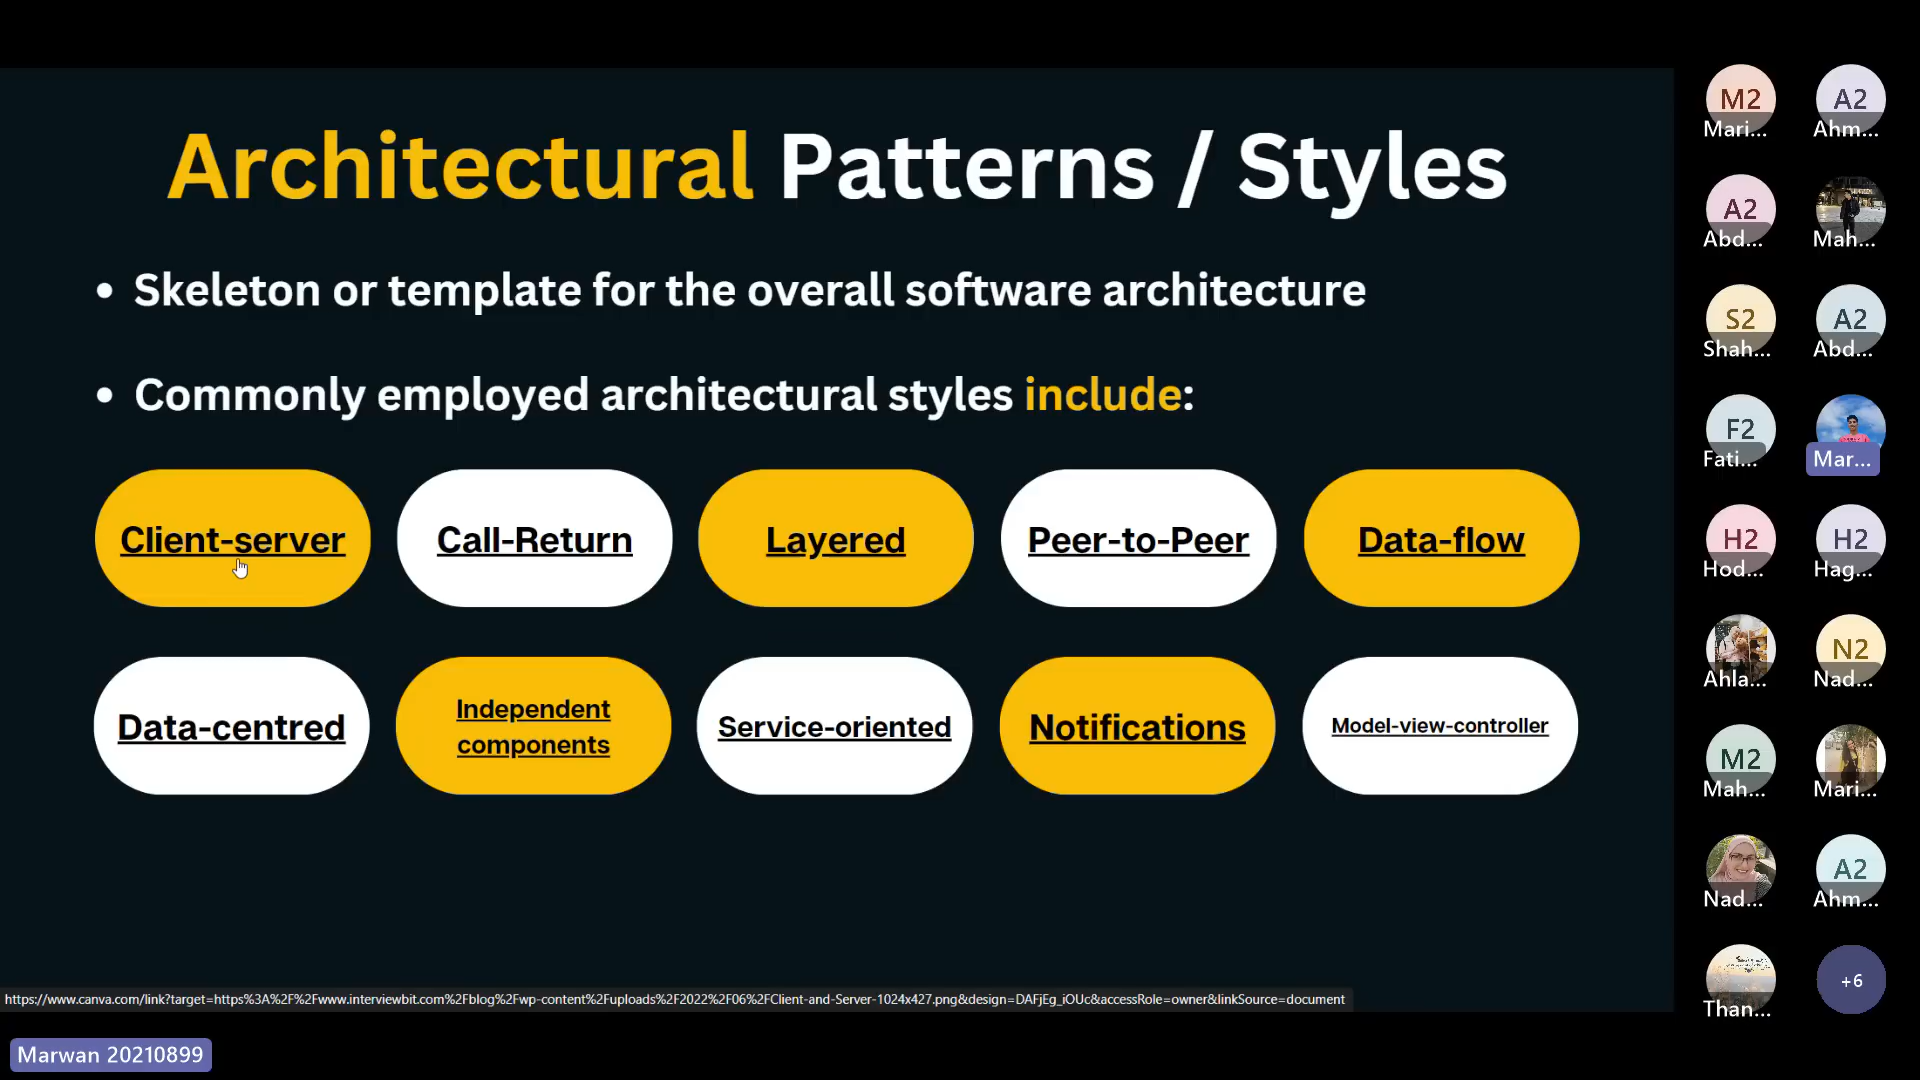 Architectural Patterns / Styles
• Skeleton or template for the overall software architecture
• Commonly employed architectural styles include:
Client-server
Call-Return
Layered
Peer-to-Peer
Data-flow
Data-centred
Independent
components
Service-oriented
Notifications
Model-view-controller
https://www.canva.com/link?target=https%3A%2F%2Fwww.interviewbit.com%2Fblog%2Fwp-content%2Fuploads%2F2022%2F06%2FClient-and-Server-1024x427.png&design=DAFjEg_iOUc&accessRole=owner&linkSource=document
Marwan 20210899
M2
Mari...
A2
Ahm...
A2
Abd...
Mah...
S2
Shah...
A2
Abd...
F2
Fati...
Mar...
H2
Hod...
H2
Hag...
Ahla...
N2
Nad...
M2
Mah...
Mari...
Nad...
A2
Ahm...
Than...
+6